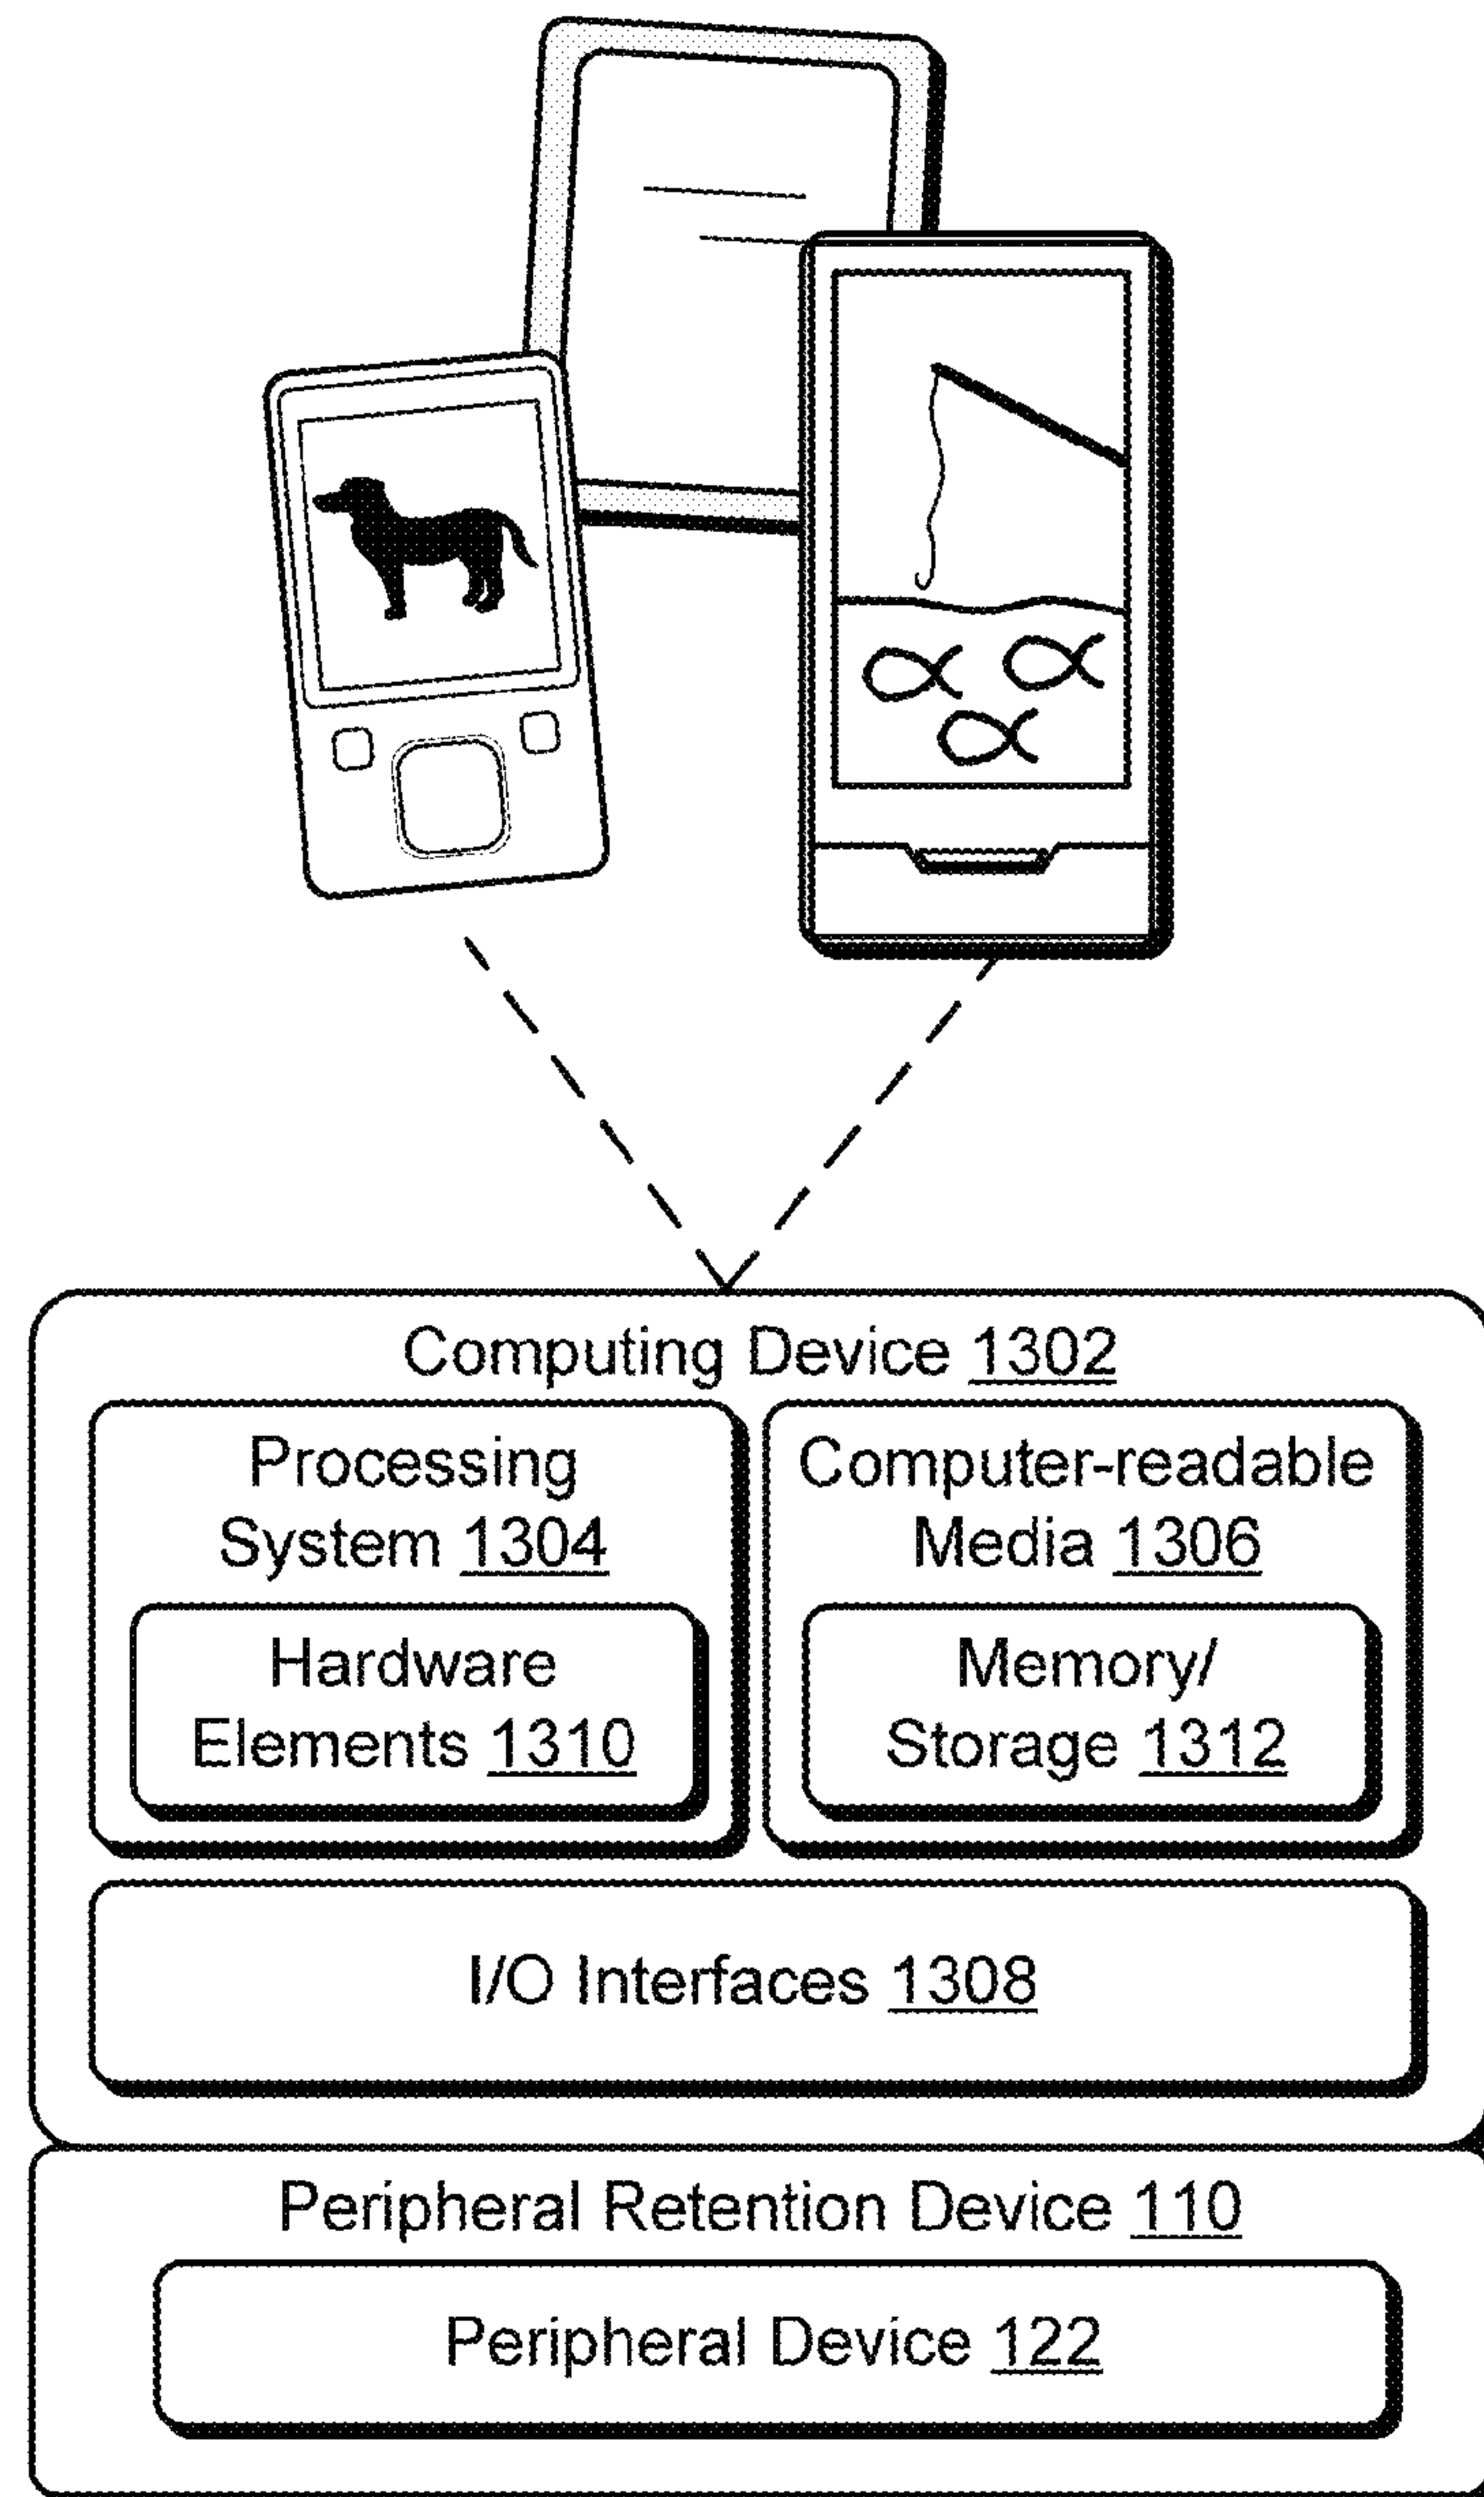 Computing Device 1302
Processing
System 1304
Hardware
Elements 1310
Computer-readable
Media 1306
Memory/
Storage 1312
I/O Interfaces 1308
Peripheral Retention Device 110
Peripheral Device 122